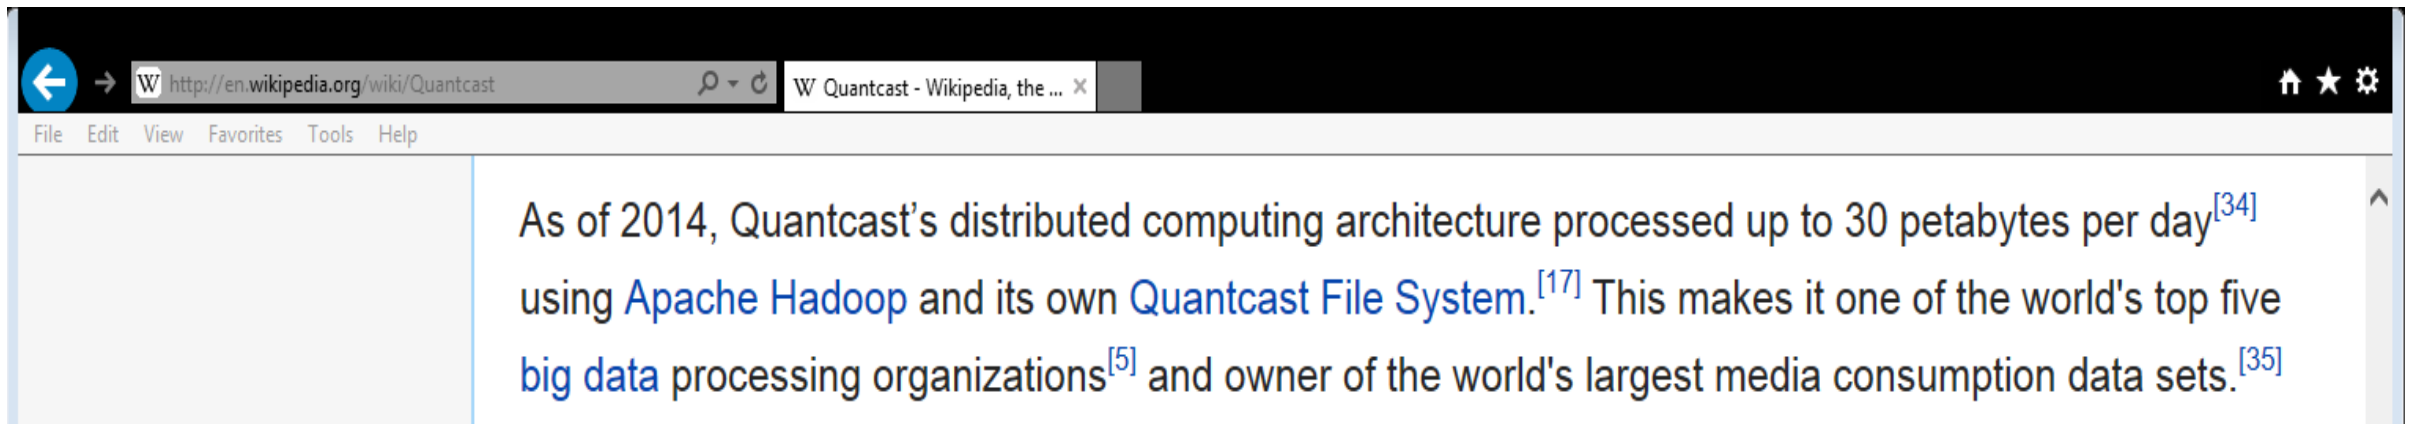 W http://en.wikipedia.org/wiki/Quantcast W Quantcast - Wikipedia, the ...
File Edit View Favorites Tools Help
As of 2014, Quantcast’s distributed computing architecture processed up to 30 petabytes per day[34]
using Apache Hadoop and its own Quantcast File System.[17] This makes it one of the world's top five
big data processing organizations[5] and owner of the world's largest media consumption data sets.[35]